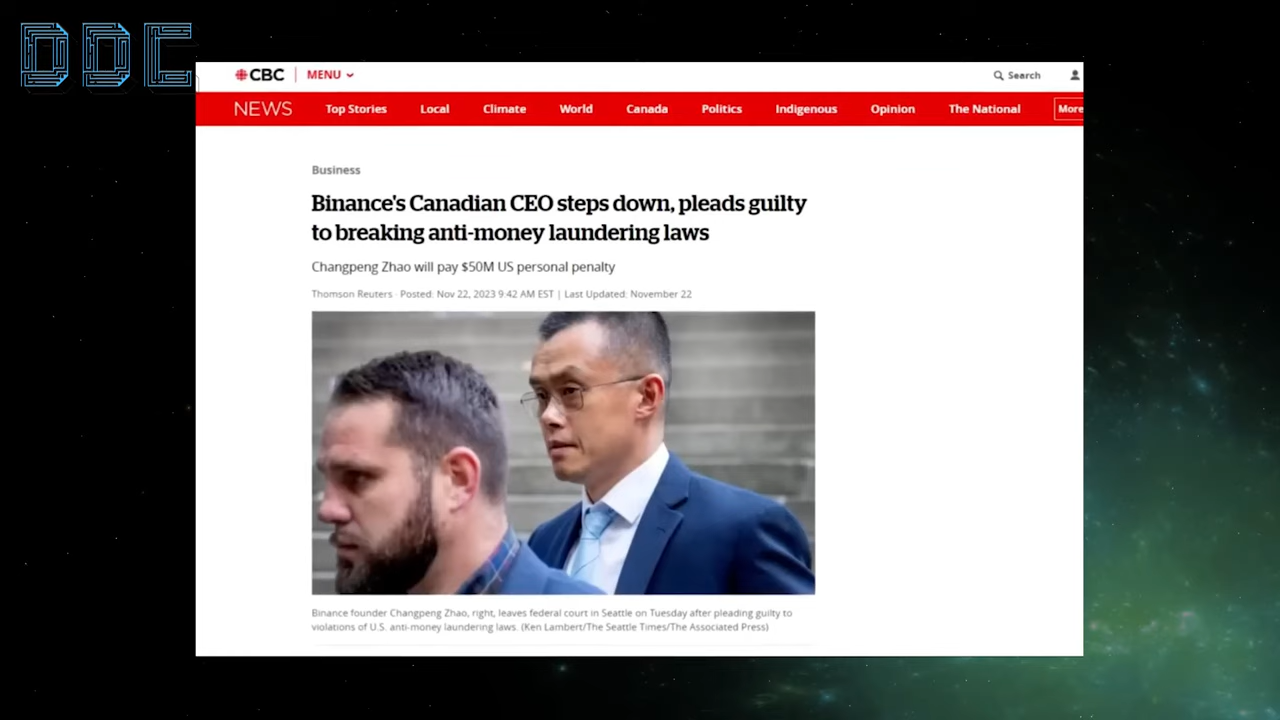 DDC
CBC MENU Search
NEWS Top Stories Local Climate World Canada Politics Indigenous Opinion The National More
Business
Binance's Canadian CEO steps down, pleads guilty
to breaking anti-money laundering laws
Changpeng Zhao will pay $50M US personal penalty
Thomson Reuters · Posted: Nov 22, 2023 9:42 AM EST | Last Updated: November 22
Binance founder Changpeng Zhao, right, leaves federal court in Seattle on Tuesday after pleading guilty to
violations of U.S. anti-money laundering laws. (Ken Lambert/The Seattle Times/The Associated Press)